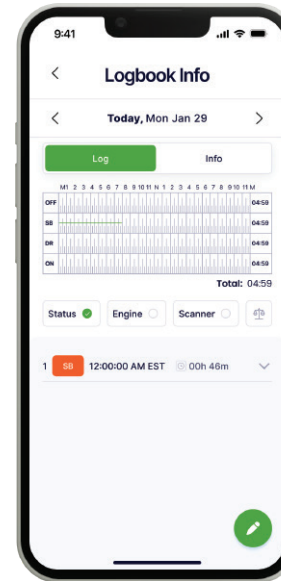 9:41
Logbook Info
Today, Mon Jan 29
Log Info
M1 2 3 4 5 6 7 8 9 10 11 N 1 2 3 4 5 6 7 8 9 10 11 M
OFF 04:59
SB 04:59
DR 04:59
ON 04:59
Total: 04:59
Status Engine Scanner
1 SB 12:00:00 AM EST 00h 46m